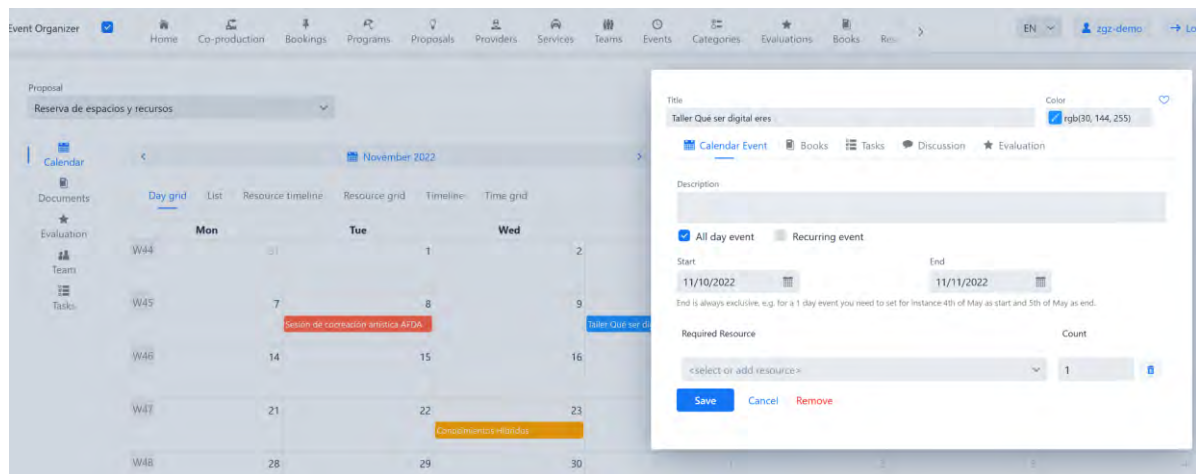 Event Organizer
Home Co-production Bookings Programs Proposals Providers Services Teams Events Categories Evaluations Books
EN zgz-demo
Proposal
Reserva de espacios y recursos
Calendar
Documents
Evaluation
Team
Tasks
November 2022
Day grid List Resource timeline Resource grid Timeline Time grid
Mon Tue Wed
W44 31 1 2
W45 7 8 9
Sesión de cocreación artística AFDA Taller Qué ser di
W46 14 15 16
W47 21 22 23
W48 28 29 30
Title
Taller Qué ser digital eres
Color
rgb(30, 144, 255)
Calendar Event Books Tasks Discussion Evaluation
Description
All day event Recurring event
Start End
11/10/2022 11/11/2022
End is always exclusive, e.g. for a 1 day event you need to set for instance 4th of May as start and 5th of May as end.
Required Resource Count
<select or add resource> 1
Save Cancel Remove